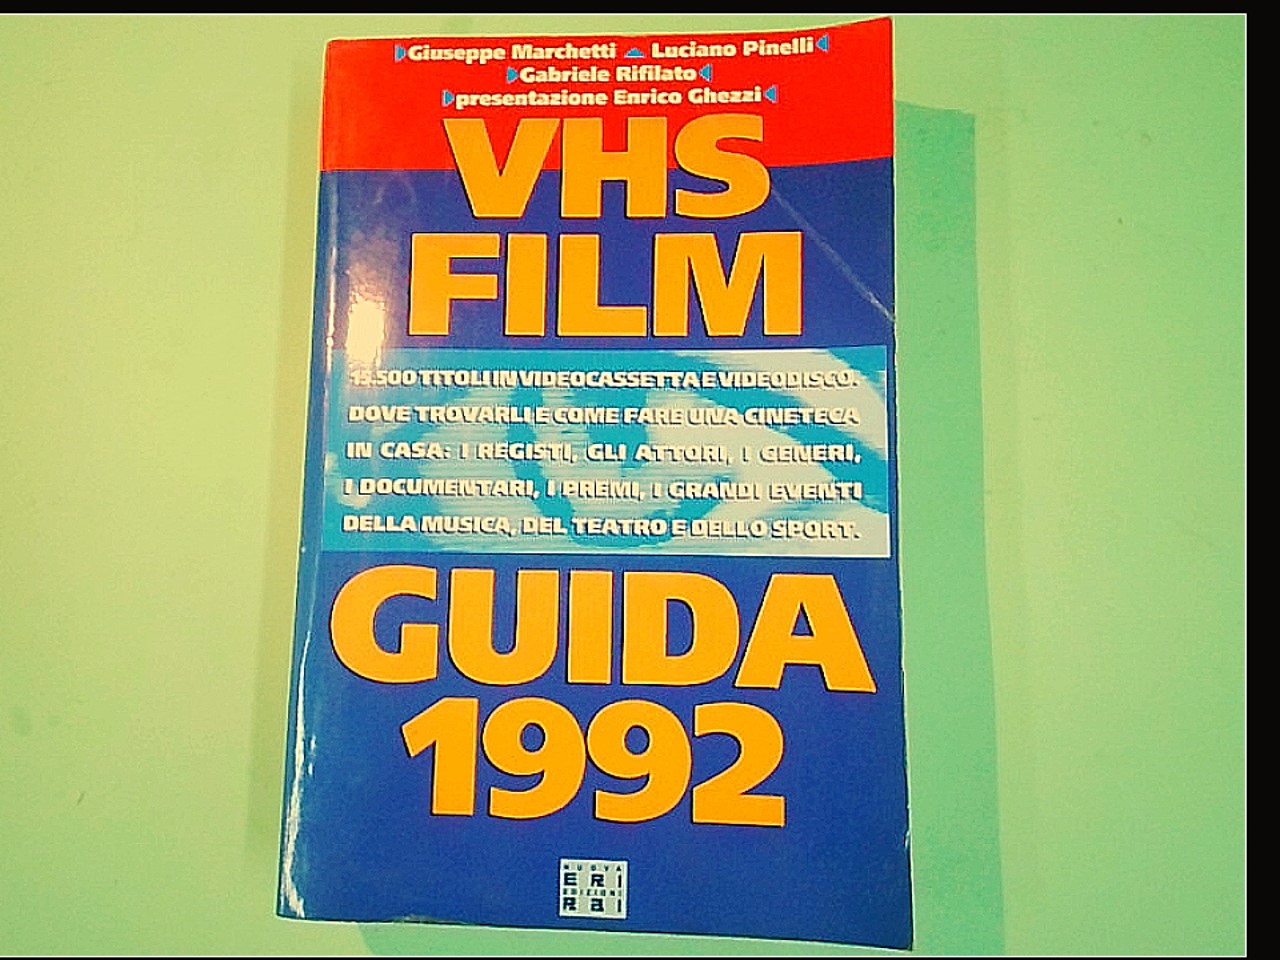 Giuseppe Marchetti Luciano Pinelli
Gabriele Rifilato
presentazione Enrico Ghezzi
VHS
FILM
15.500 TITOLI IN VIDEOCASSETTA E VIDEODISCO.
DOVE TROVARLI E COME FARE UNA CINETECA
IN CASA: I REGISTI, GLI ATTORI, I GENERI,
I DOCUMENTARI, I PREMI, I GRANDI EVENTI
DELLA MUSICA, DEL TEATRO E DELLO SPORT.
GUIDA
1992
NUOVA
ERI
EDIZIONI
RAI